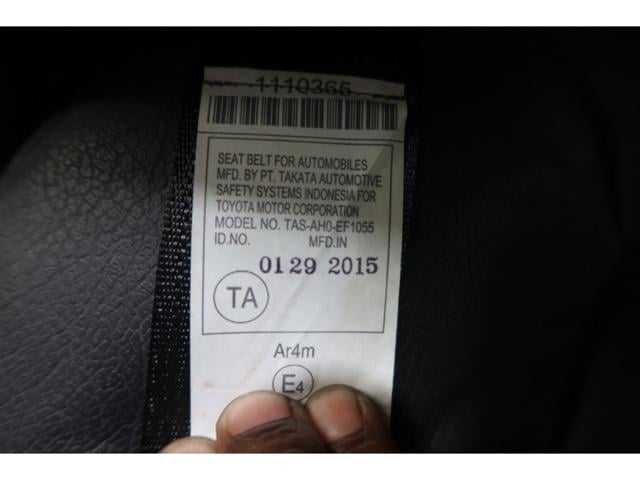 1110365
SEAT BELT FOR AUTOMOBILES
MFD. BY PT. TAKATA AUTOMOTIVE
SAFETY SYSTEMS INDONESIA FOR
TOYOTA MOTOR CORPORATION
MODEL NO. TAS-AH0-EF1055
ID.NO. MFD.IN
0129 2015
TA
Ar4m
E4